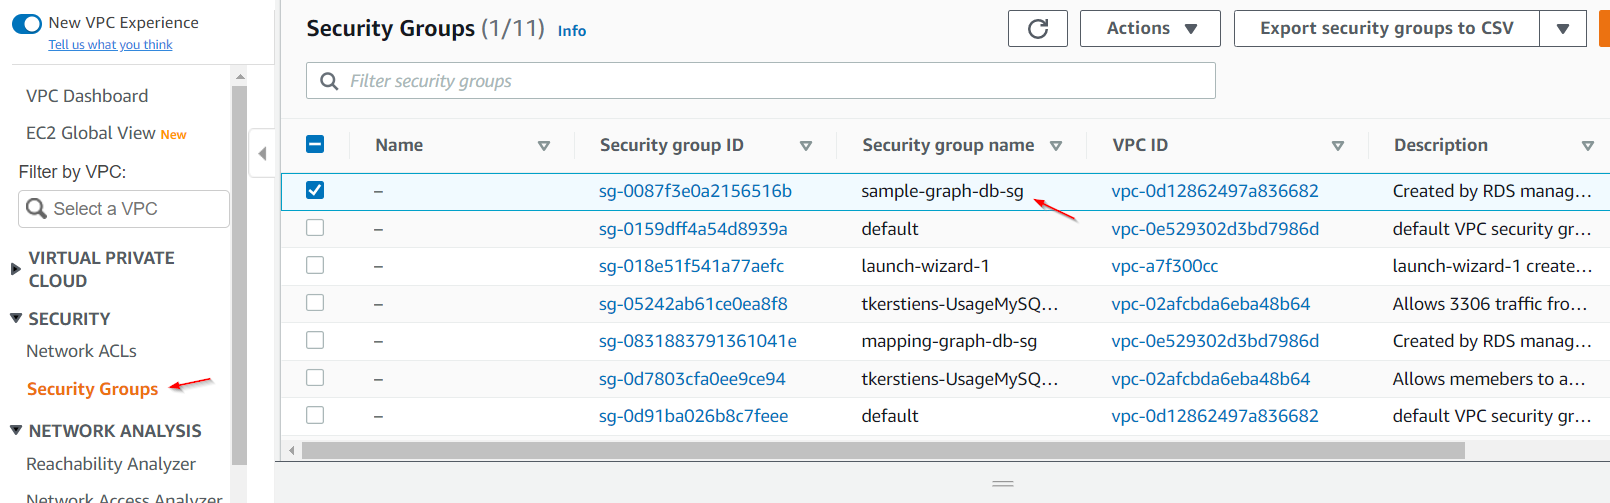 New VPC Experience
Tell us what you think
VPC Dashboard
EC2 Global View New
Filter by VPC:
Select a VPC
VIRTUAL PRIVATE
CLOUD
SECURITY
Network ACLs
Security Groups
NETWORK ANALYSIS
Reachability Analyzer
Network Access Analyzer
Security Groups (1/11) Info
Actions
Export security groups to CSV
Filter security groups
Name Security group ID Security group name VPC ID Description
– sg-0087f3e0a2156516b sample-graph-db-sg vpc-0d12862497a836682 Created by RDS manag...
– sg-0159dff4a54d8939a default vpc-0e529302d3bd7986d default VPC security gr...
– sg-018e51f541a77aefc launch-wizard-1 vpc-a7f300cc launch-wizard-1 create...
– sg-05242ab61ce0ea8f8 tkerstiens-UsageMySQ... vpc-02afcbda6eba48b64 Allows 3306 traffic fro...
– sg-0831883791361041e mapping-graph-db-sg vpc-0e529302d3bd7986d Created by RDS manag...
– sg-0d7803cfa0ee9ce94 tkerstiens-UsageMySQ... vpc-02afcbda6eba48b64 Allows memebers to a...
– sg-0d91ba026b8c7feee default vpc-0d12862497a836682 default VPC security gr...